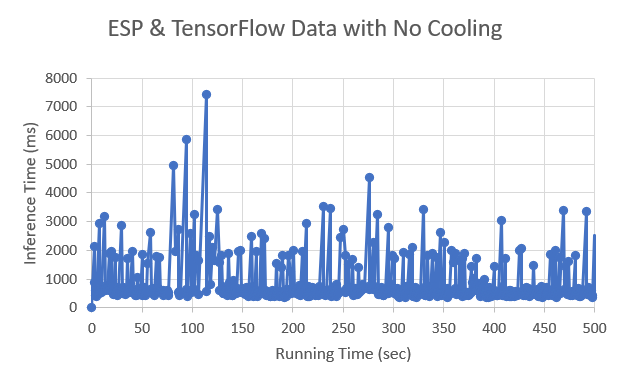 ESP & TensorFlow Data with No Cooling
8000
7000
6000
5000
4000
3000
2000
1000
0
Inference Time (ms)
0 50 100 150 200 250 300 350 400 450 500
Running Time (sec)